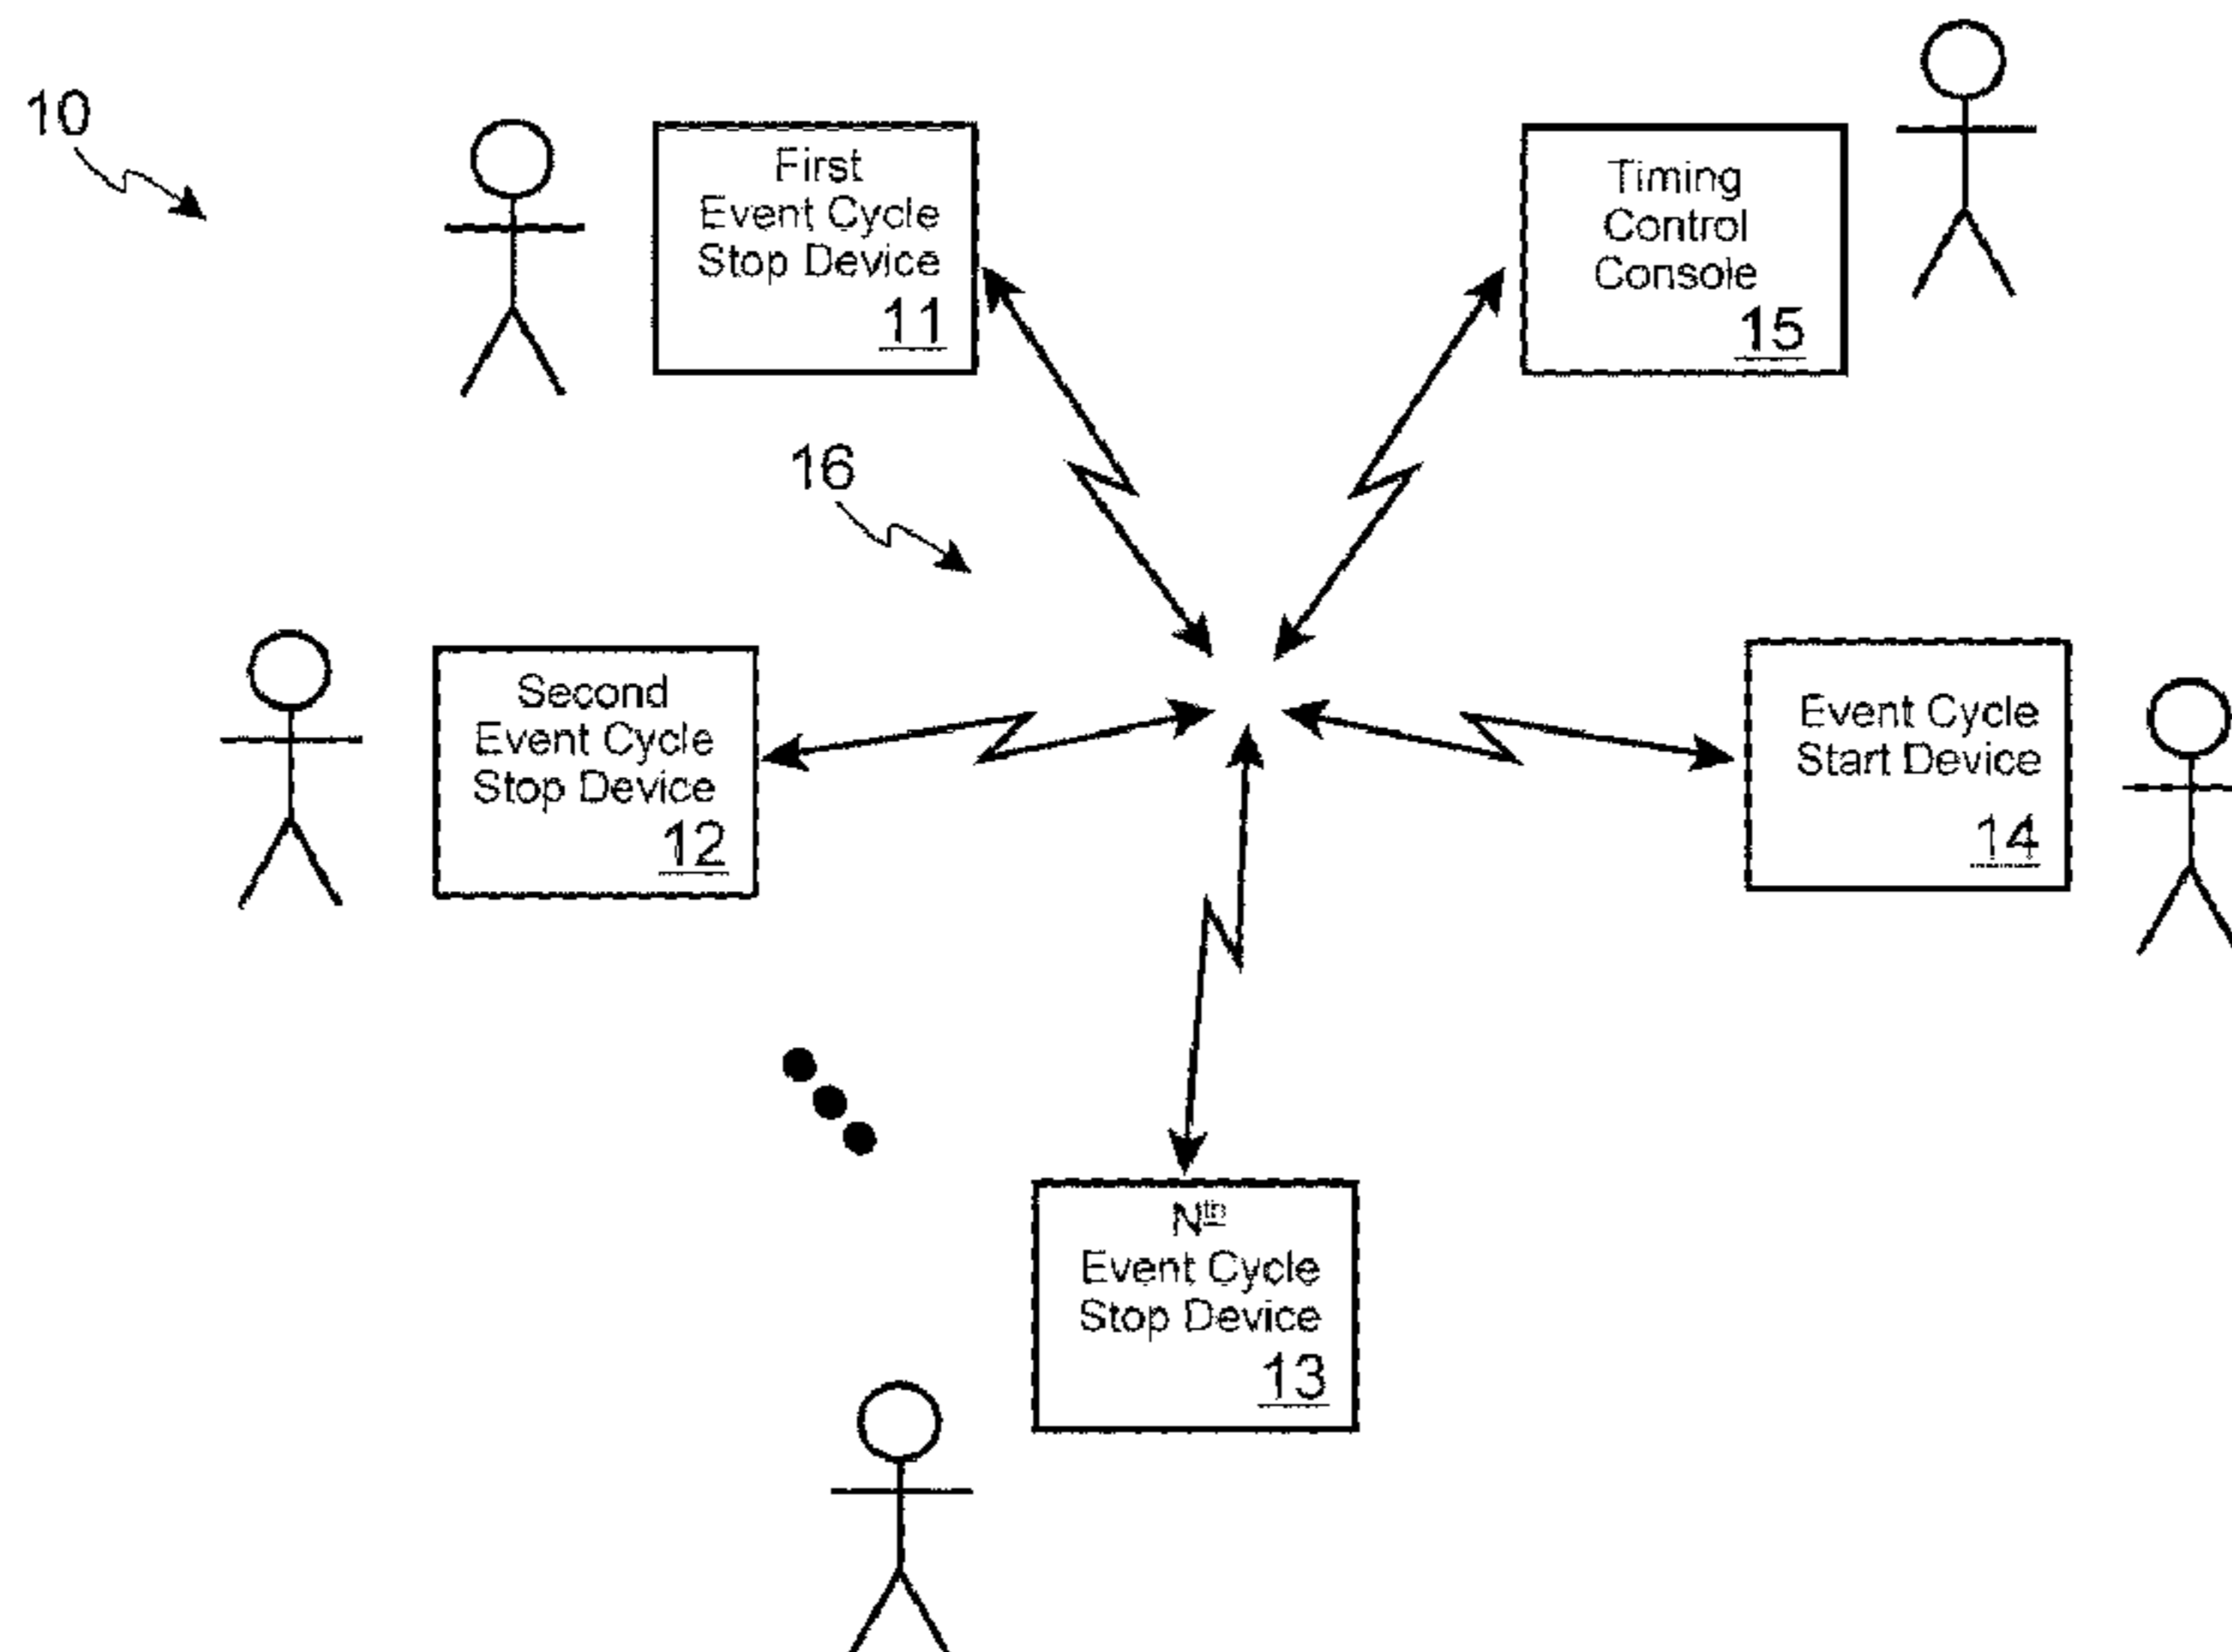 10
First
Event Cycle
Stop Device
11
Timing
Control
Console
15
16
Second
Event Cycle
Stop Device
12
Event Cycle
Start Device
14
Nth
Event Cycle
Stop Device
13